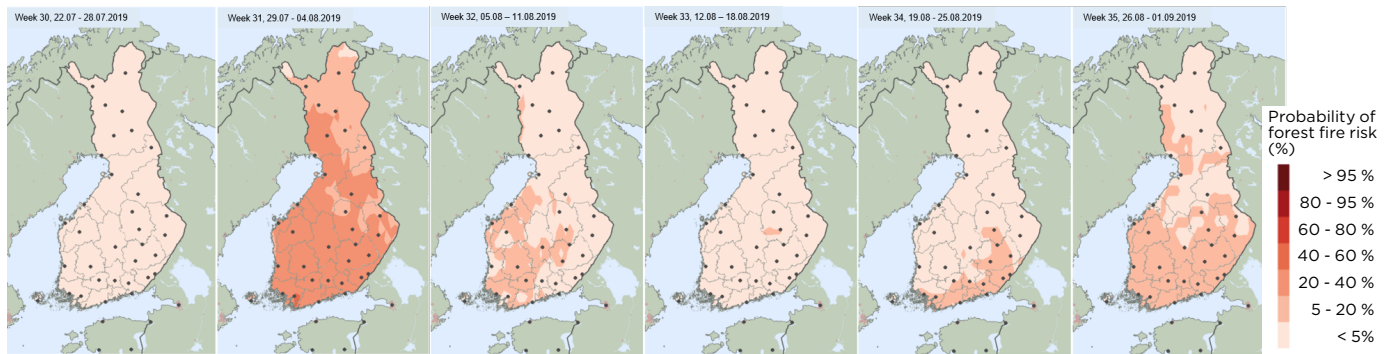 Week 30, 22.07 - 28.07.2019
Week 31, 29.07 - 04.08.2019
Week 32, 05.08 – 11.08.2019
Week 33, 12.08 – 18.08.2019
Week 34, 19.08 - 25.08.2019
Week 35, 26.08 - 01.09.2019
Probability of
forest fire risk
(%)
> 95 %
80 - 95 %
60 - 80 %
40 - 60 %
20 - 40 %
5 - 20 %
< 5%